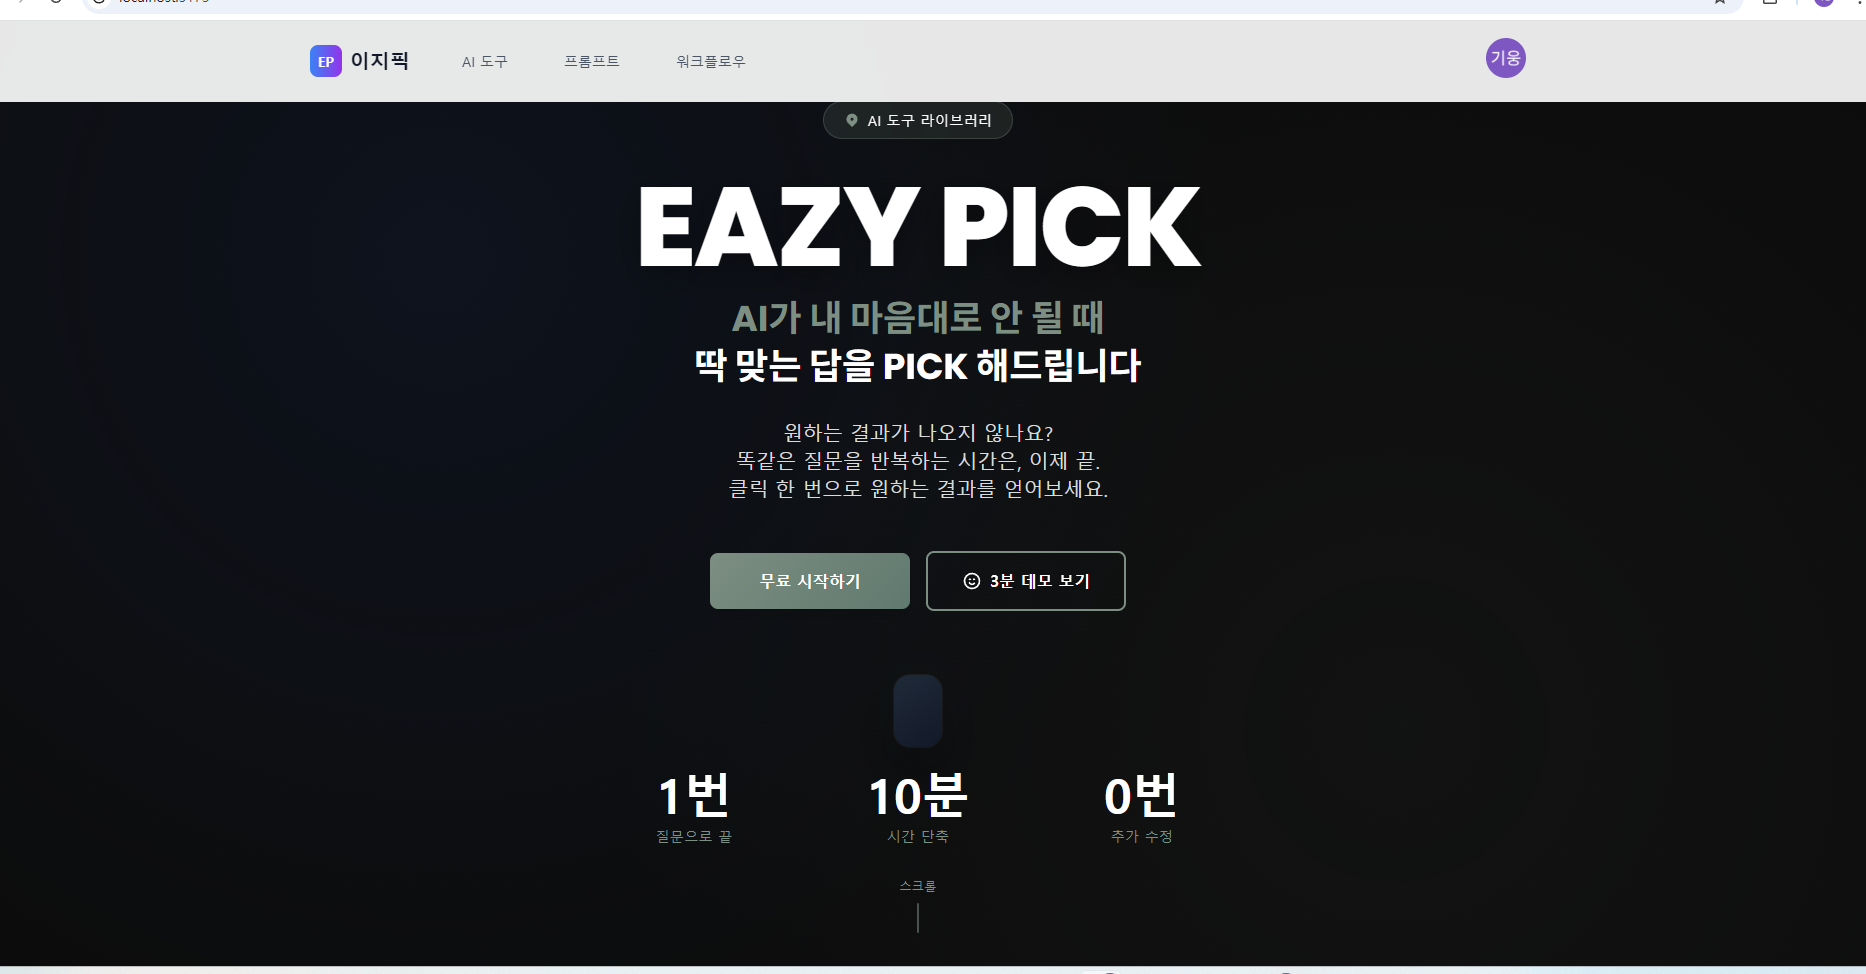 EP 이지픽 AI 도구 프롬프트 워크플로우 기웅
AI 도구 라이브러리
EAZY PICK
AI가 내 마음대로 안 될 때
딱 맞는 답을 PICK 해드립니다
원하는 결과가 나오지 않나요?
똑같은 질문을 반복하는 시간은, 이제 끝.
클릭 한 번으로 원하는 결과를 얻어보세요.
무료 시작하기 3분 데모 보기
1번 10분 0번
질문으로 끝 시간 단축 추가 수정
스크롤